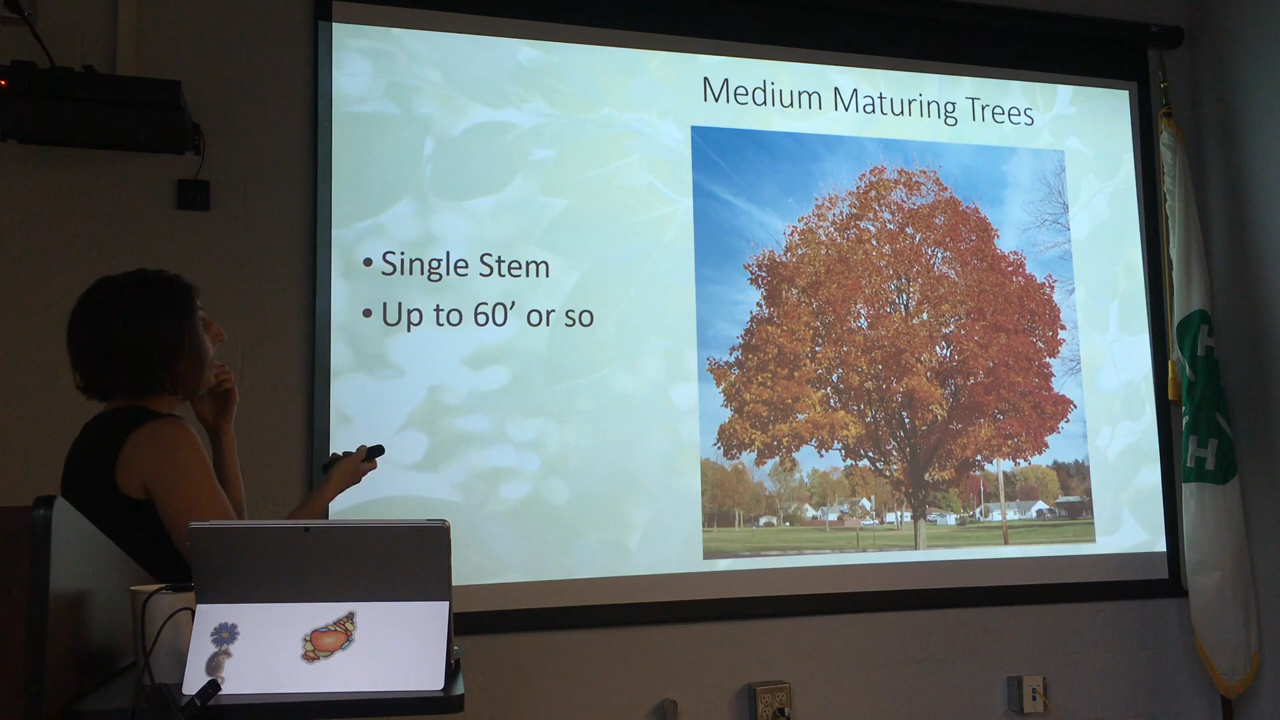 Medium Maturing Trees
• Single Stem
• Up to 60’ or so
H
H